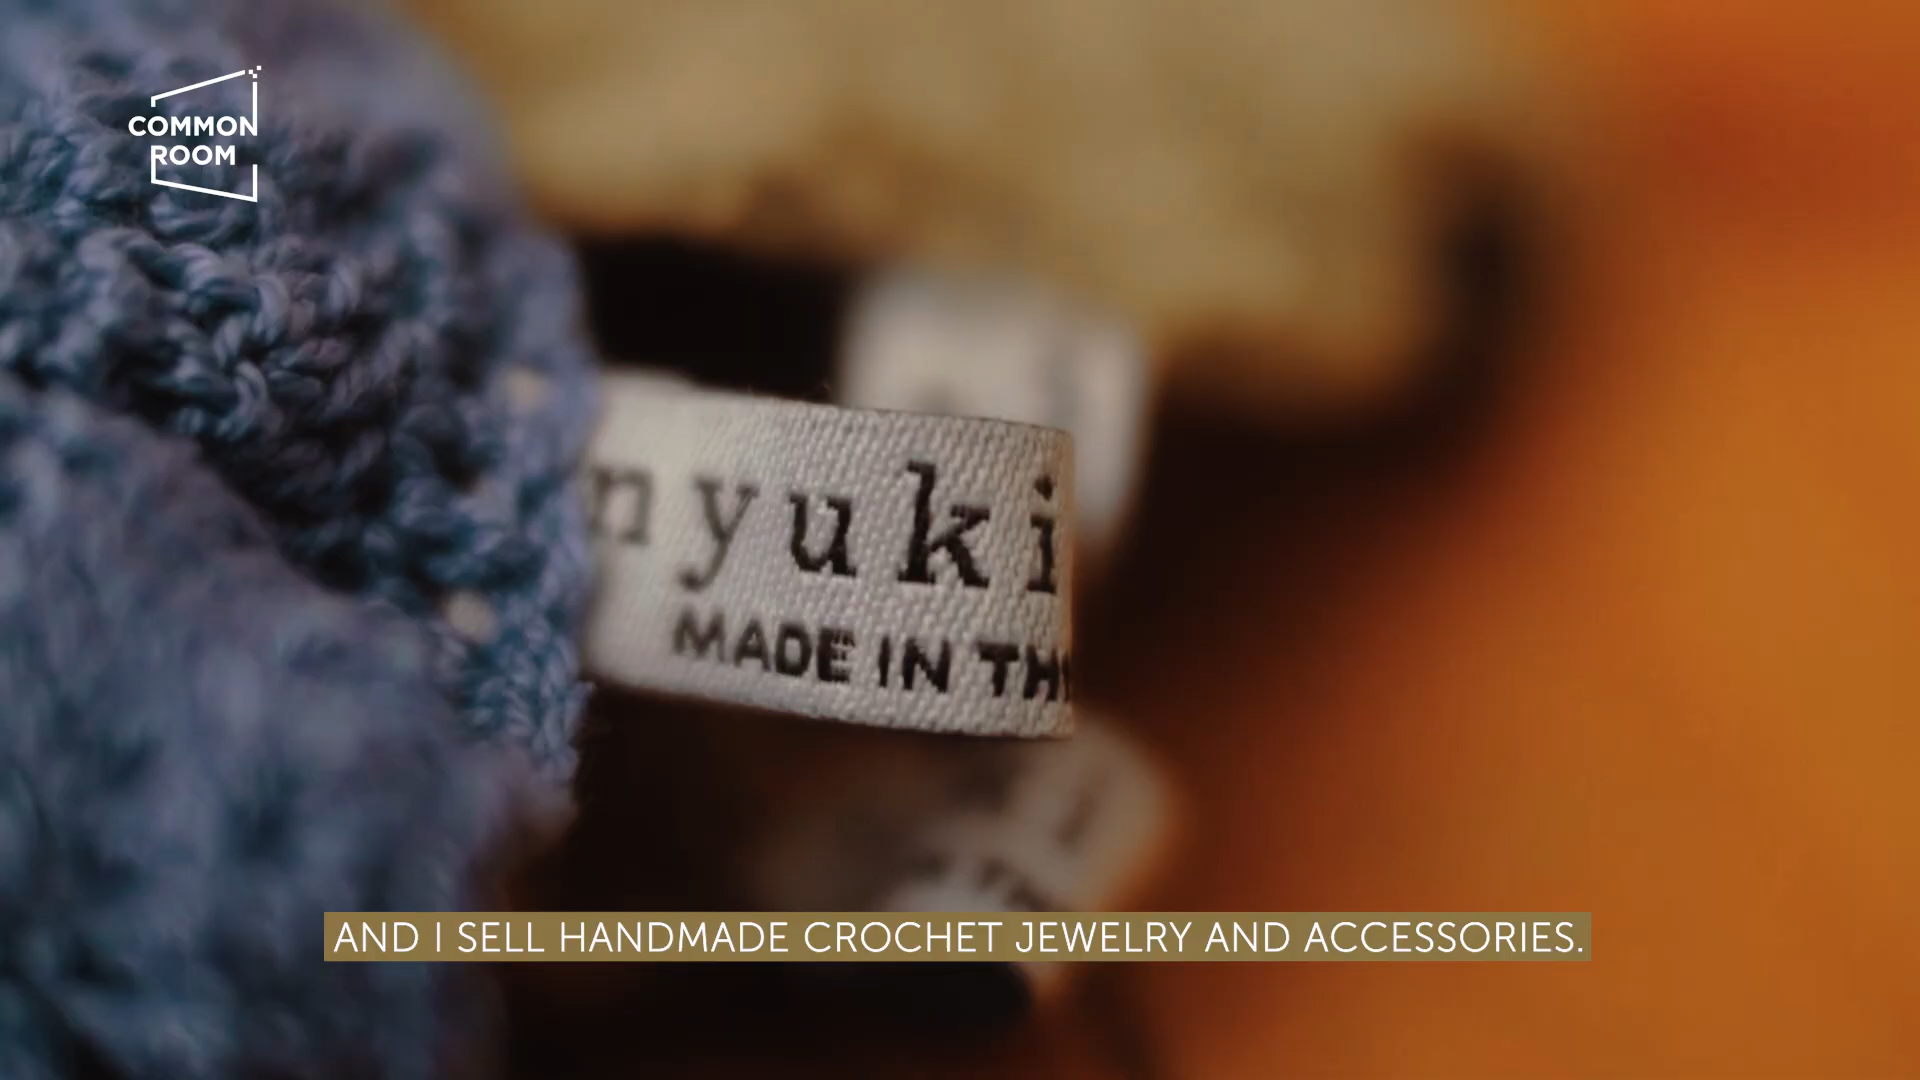 COMMON
ROOM
nyuki
MADE IN TH
AND I SELL HANDMADE CROCHET JEWELRY AND ACCESSORIES.